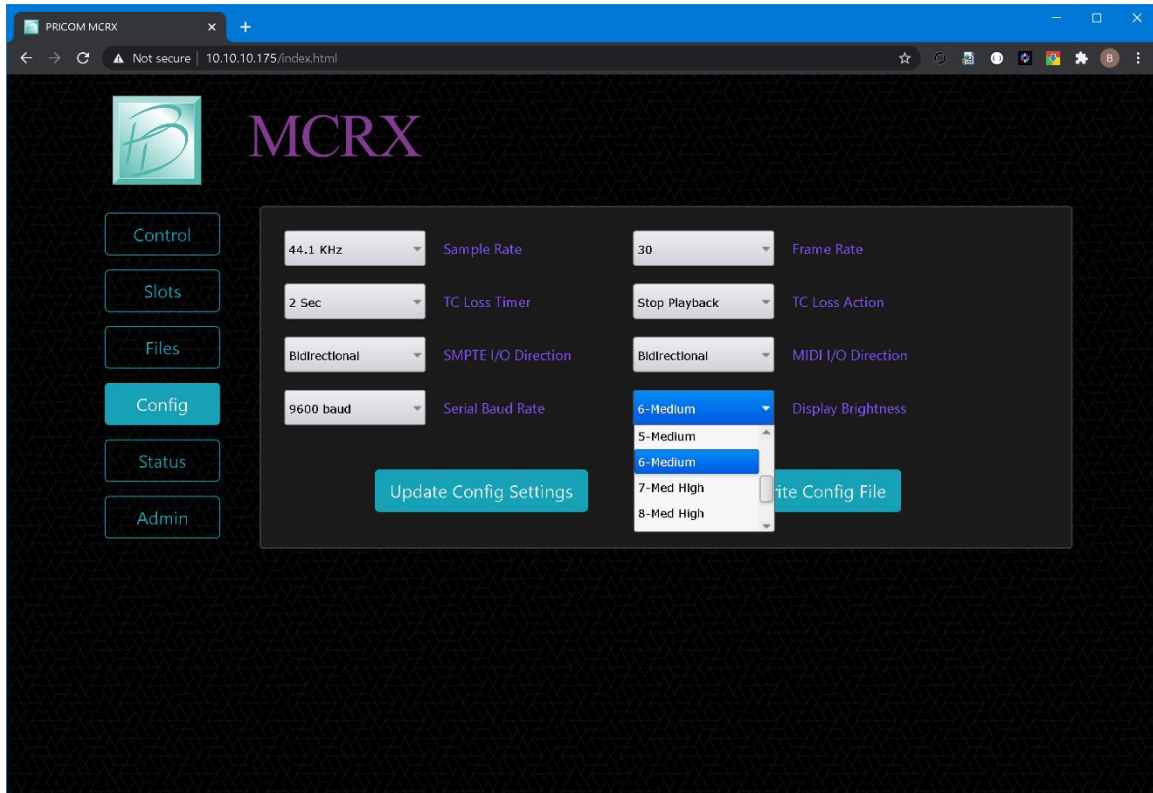 PRICOM MCRX
Not secure | 10.10.10.175/index.html
B
MCRX
Control
Slots
Files
Config
Status
Admin
44.1 KHz Sample Rate 30 Frame Rate
2 Sec TC Loss Timer Stop Playback TC Loss Action
Bidirectional SMPTE I/O Direction Bidirectional MIDI I/O Direction
9600 baud Serial Baud Rate 6-Medium Display Brightness
5-Medium
6-Medium
7-Med High
8-Med High
Update Config Settings rite Config File